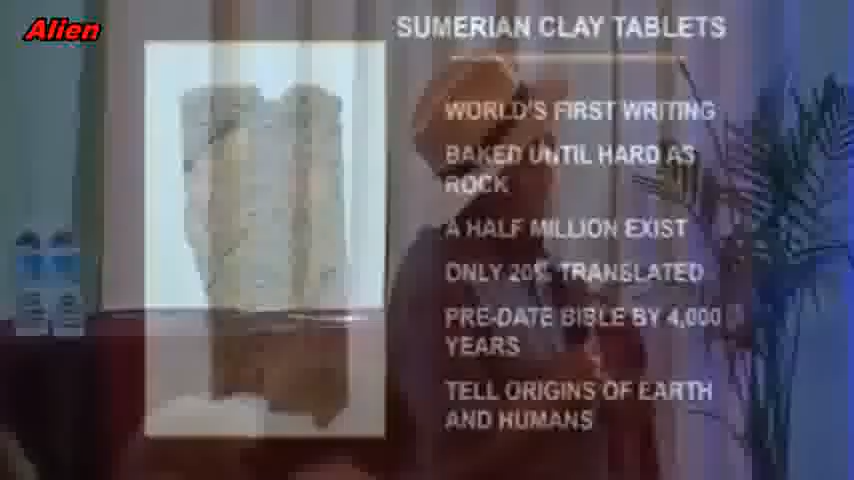 Alien
SUMERIAN CLAY TABLETS
WORLD'S FIRST WRITING
BAKED UNTIL HARD AS
ROCK
A HALF MILLION EXIST
ONLY 20% TRANSLATED
PRE-DATE BIBLE BY 4,000
YEARS
TELL ORIGINS OF EARTH
AND HUMANS